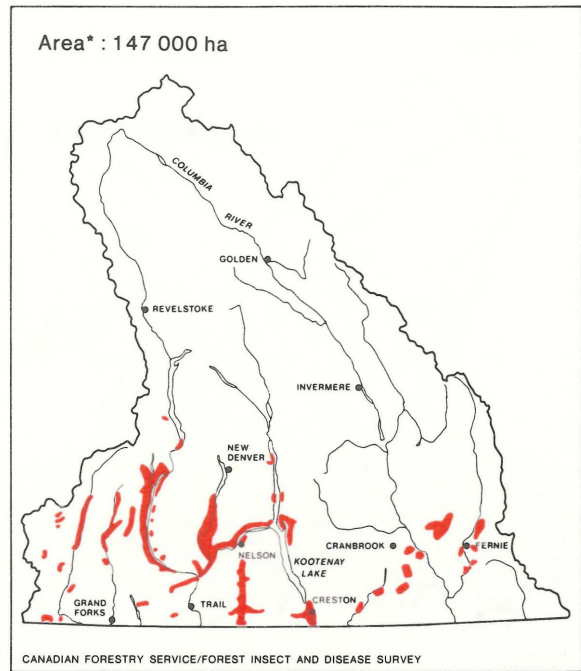 Area* : 147 000 ha
COLUMBIA
RIVER
GOLDEN
REVELSTOKE
INVERMERE
NEW
DENVER
NELSON
CRANBROOK
FERNIE
KOOTENAY
LAKE
GRAND
FORKS
TRAIL
CRESTON
CANADIAN FORESTRY SERVICE/FOREST INSECT AND DISEASE SURVEY